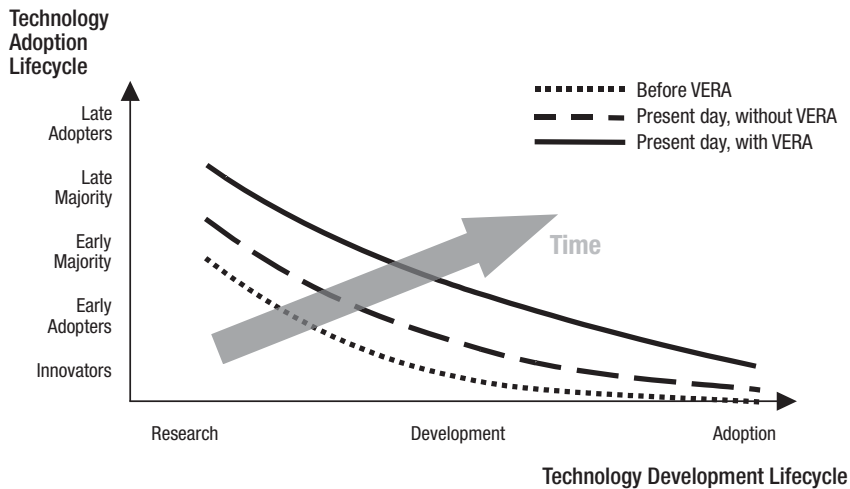 Technology
Adoption
Lifecycle
Before VERA
Present day, without VERA
Present day, with VERA
Late
Adopters
Late
Majority
Early
Majority
Early
Adopters
Innovators
Time
Research
Development
Adoption
Technology Development Lifecycle